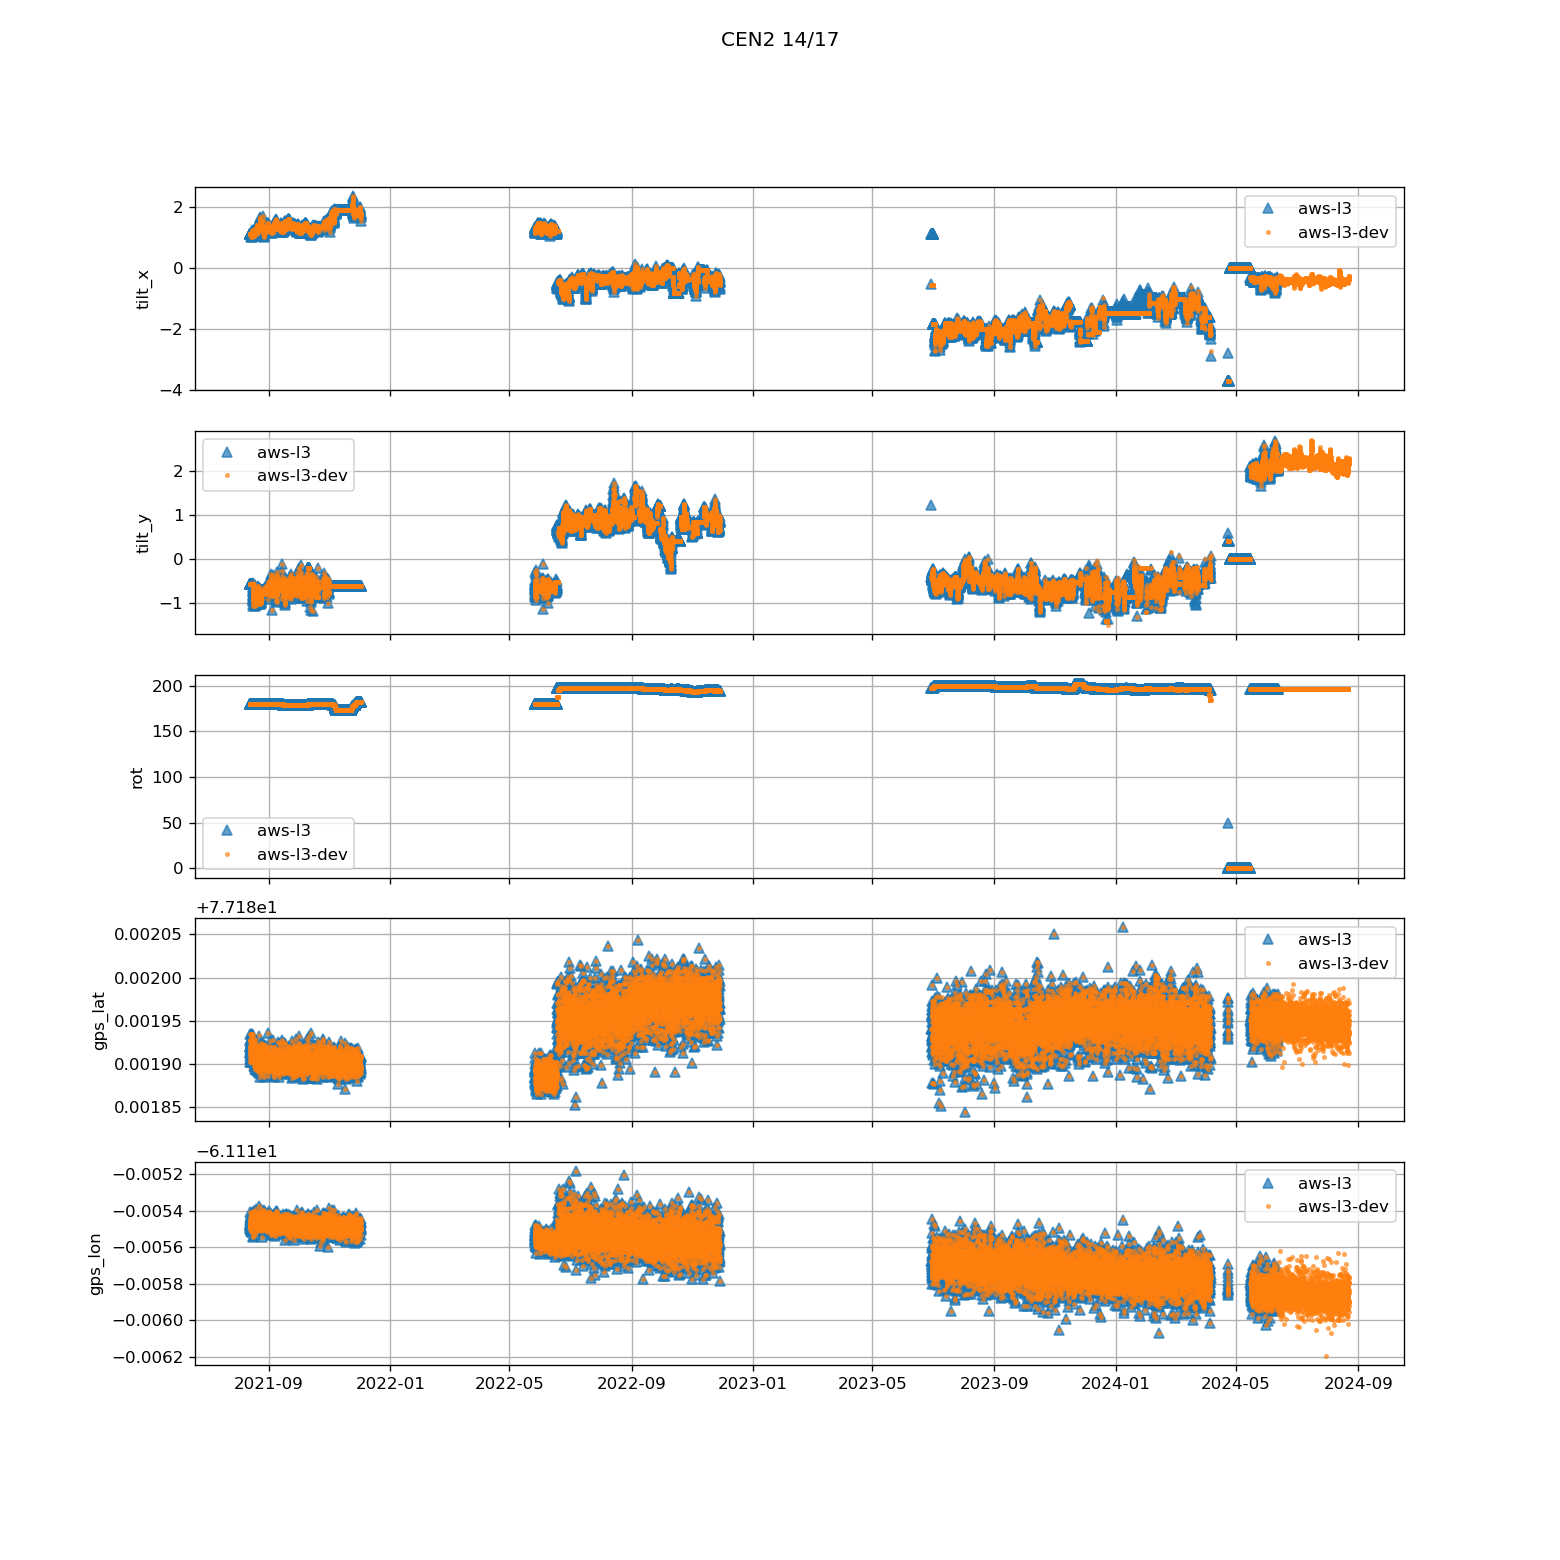 CEN2 14/17
2
0
−2
−4
tilt_x
aws-l3
aws-l3-dev
2
1
0
−1
tilt_y
aws-l3
aws-l3-dev
200
150
100
50
0
rot
aws-l3
aws-l3-dev
+7.718e1
0.00205
0.00200
0.00195
0.00190
0.00185
gps_lat
aws-l3
aws-l3-dev
−6.111e1
−0.0052
−0.0054
−0.0056
−0.0058
−0.0060
−0.0062
gps_lon
aws-l3
aws-l3-dev
2021-09 2022-01 2022-05 2022-09 2023-01 2023-05 2023-09 2024-01 2024-05 2024-09